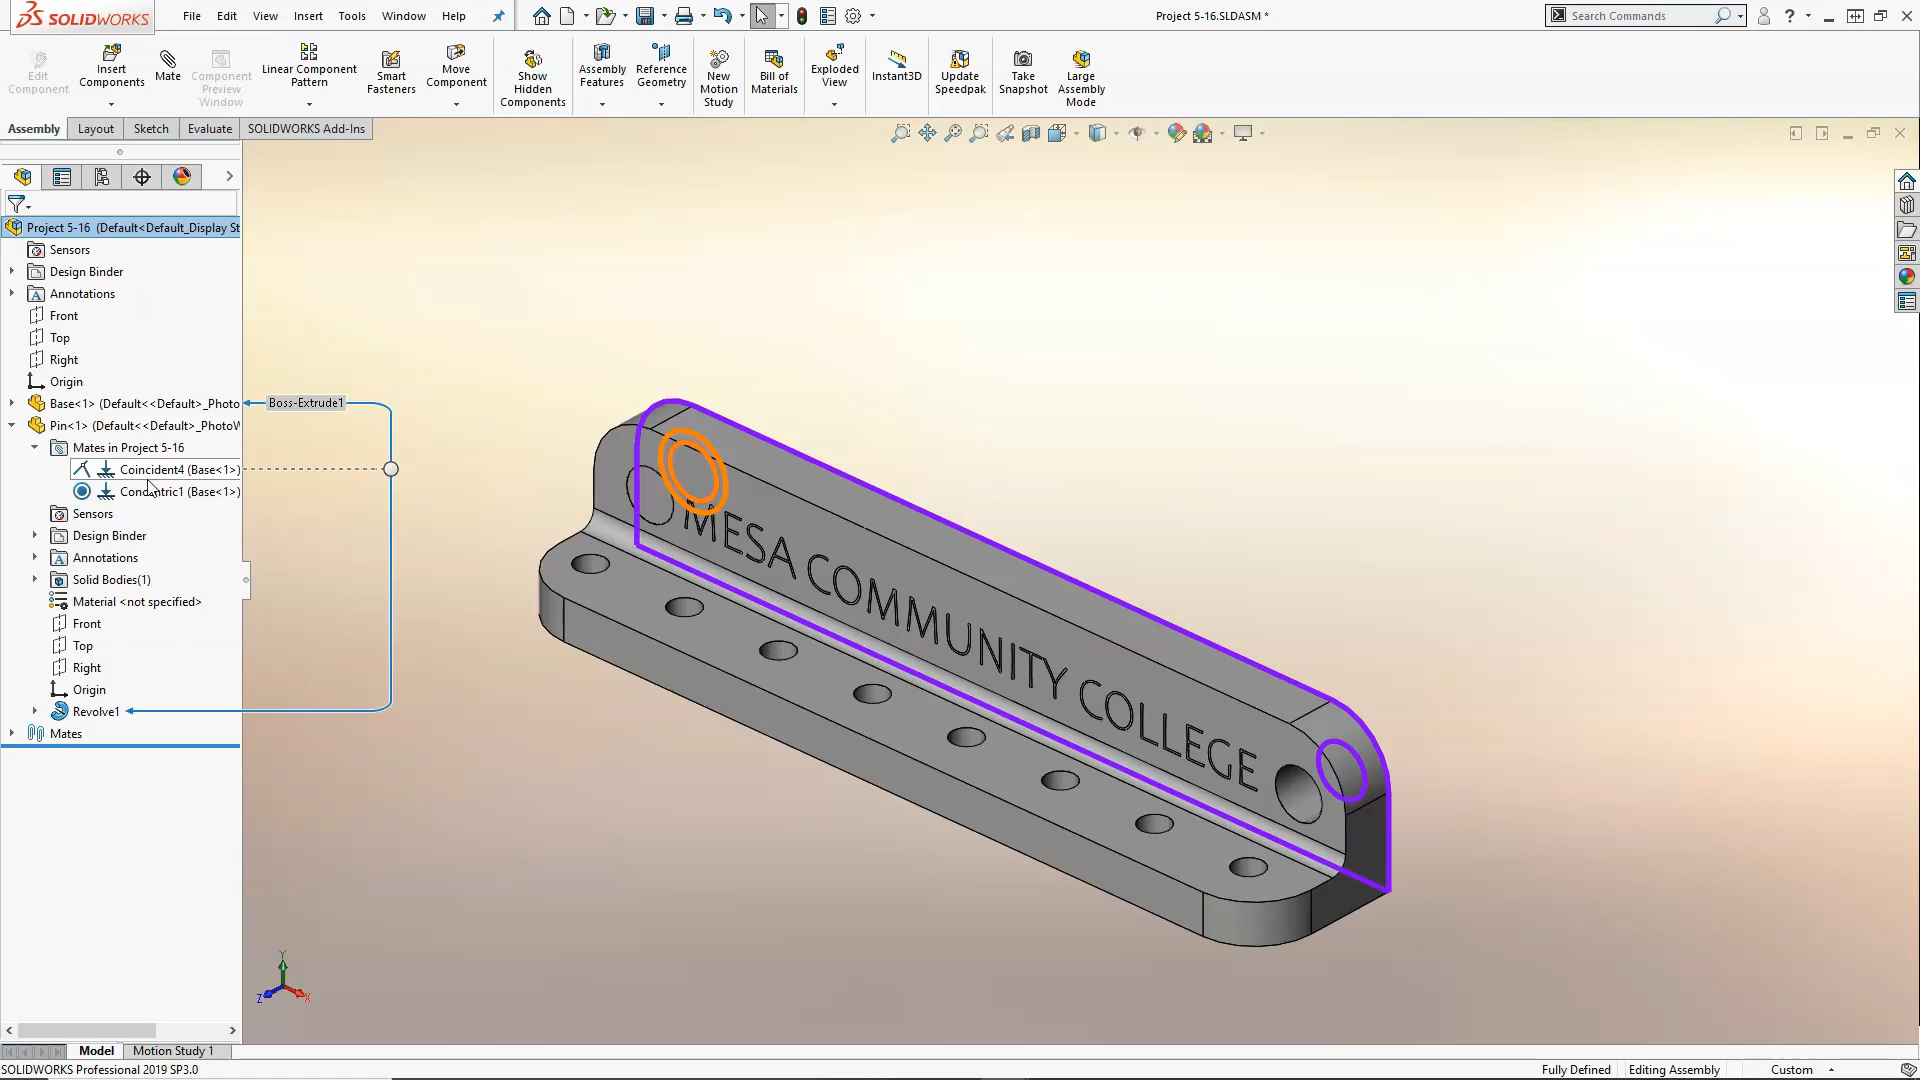 SOLIDWORKS
File Edit View Insert Tools Window Help
Project 5-16.SLDASM *
Search Commands
?
Edit Component
Insert Components
Mate
Component Preview Window
Linear Component Pattern
Smart Fasteners
Move Component
Show Hidden Components
Assembly Features
Reference Geometry
New Motion Study
Bill of Materials
Exploded View
Instant3D
Update Speedpak
Take Snapshot
Large Assembly Mode
Assembly Layout Sketch Evaluate SOLIDWORKS Add-Ins
Project 5-16 (Default<Default_Display St
Sensors
Design Binder
Annotations
Front
Top
Right
Origin
Base<1> (Default<<Default>_Photo
Boss-Extrude1
Pin<1> (Default<<Default>_PhotoW
Mates in Project 5-16
Coincident4 (Base<1>)
Concentric1 (Base<1>)
Sensors
Design Binder
Annotations
Solid Bodies(1)
Material <not specified>
Front
Top
Right
Origin
Revolve1
Mates
MESA COMMUNITY COLLEGE
Y
Z
X
Model Motion Study 1
SOLIDWORKS Professional 2019 SP3.0
Fully Defined Editing Assembly Custom